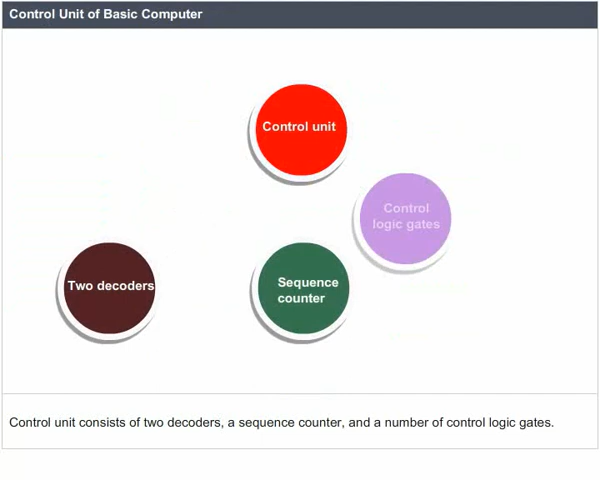 Control Unit of Basic Computer
Control unit
Control
logic gates
Two decoders
Sequence
counter
Control unit consists of two decoders, a sequence counter, and a number of control logic gates.